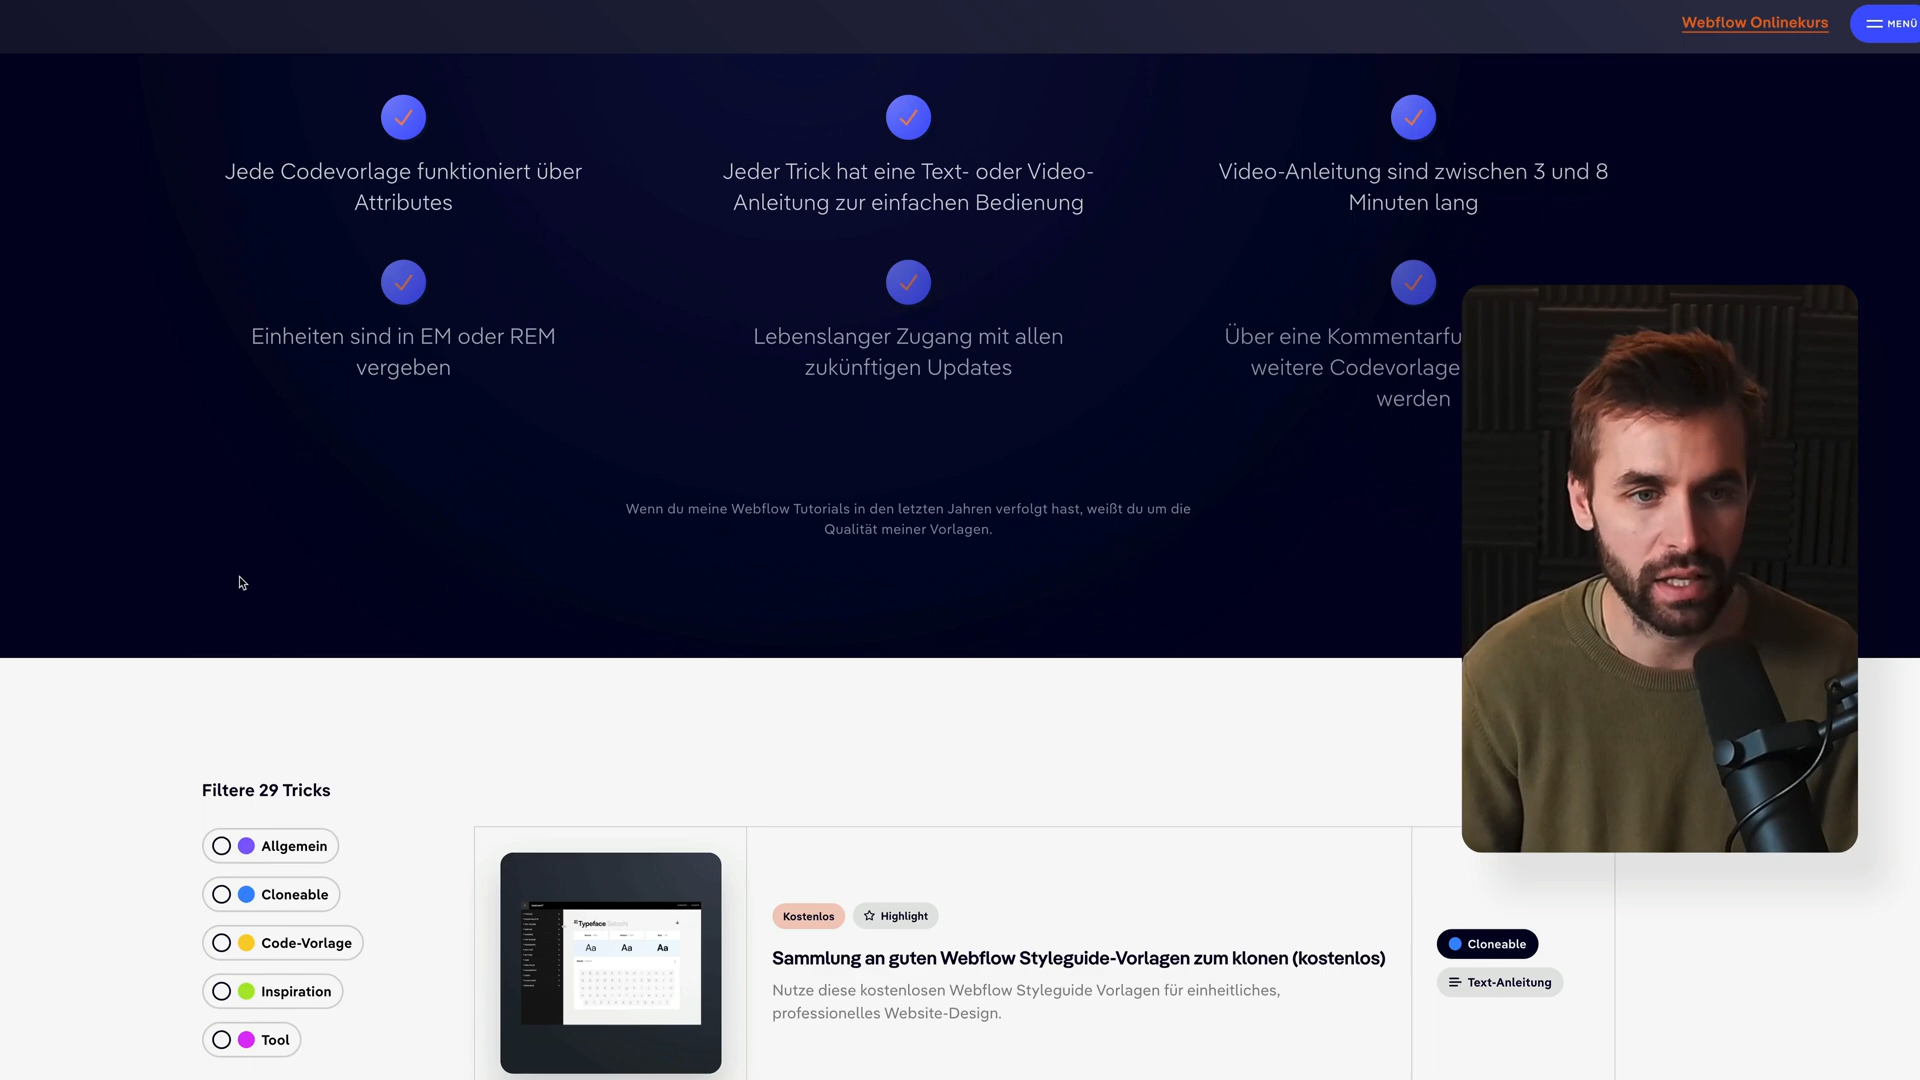 Webflow Onlinekurs
MENÜ
Jede Codevorlage funktioniert über
Attributes
Jeder Trick hat eine Text- oder Video-
Anleitung zur einfachen Bedienung
Video-Anleitung sind zwischen 3 und 8
Minuten lang
Einheiten sind in EM oder REM
vergeben
Lebenslanger Zugang mit allen
zukünftigen Updates
Über eine Kommentarfu
weitere Codevorlage
werden
Wenn du meine Webflow Tutorials in den letzten Jahren verfolgt hast, weißt du um die
Qualität meiner Vorlagen.
Filtere 29 Tricks
Allgemein
Cloneable
Code-Vorlage
Inspiration
Tool
Typeface
Aa Aa Aa
Kostenlos
Highlight
Sammlung an guten Webflow Styleguide-Vorlagen zum klonen (kostenlos)
Nutze diese kostenlosen Webflow Styleguide Vorlagen für einheitliches,
professionelles Website-Design.
Cloneable
Text-Anleitung